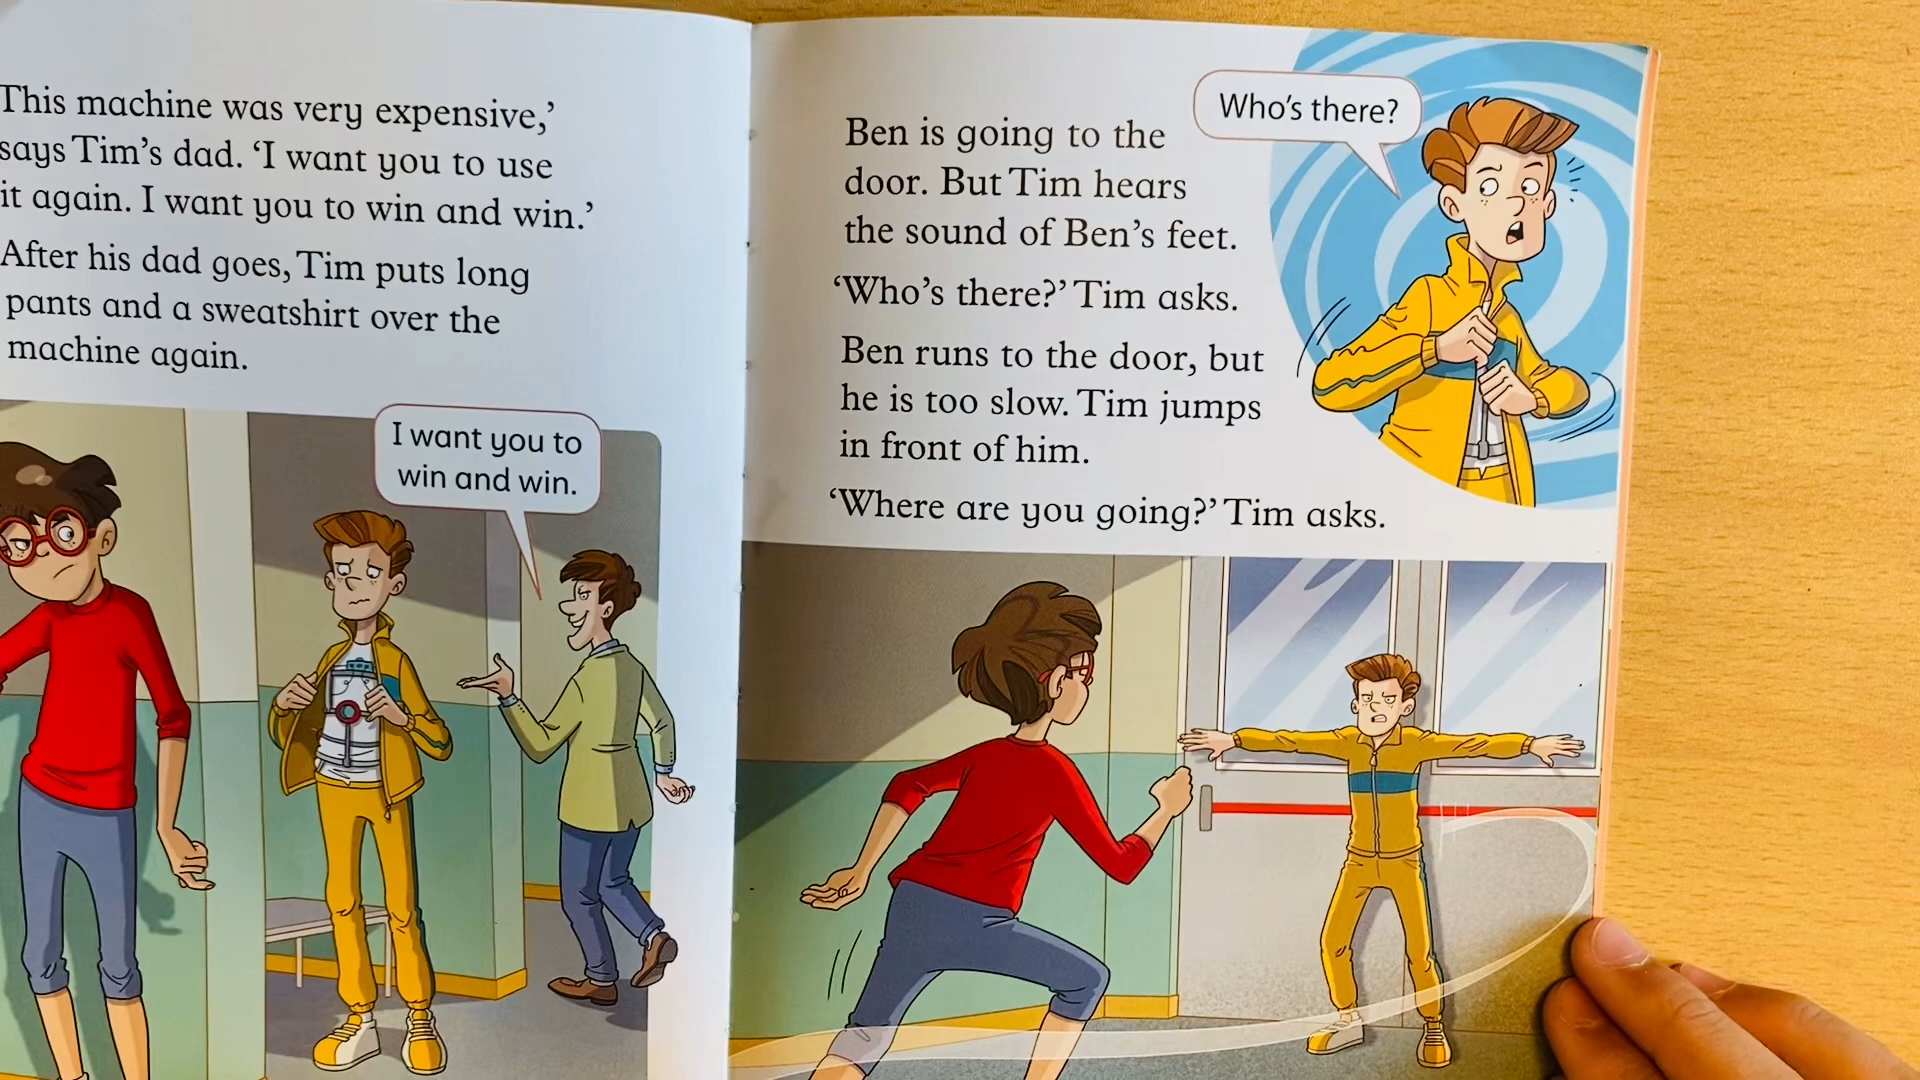 This machine was very expensive,’
says Tim’s dad. ‘I want you to use
it again. I want you to win and win.’
After his dad goes, Tim puts long
pants and a sweatshirt over the
machine again.
I want you to
win and win.
Who’s there?
Ben is going to the
door. But Tim hears
the sound of Ben’s feet.
‘Who’s there?’ Tim asks.
Ben runs to the door, but
he is too slow. Tim jumps
in front of him.
‘Where are you going?’ Tim asks.